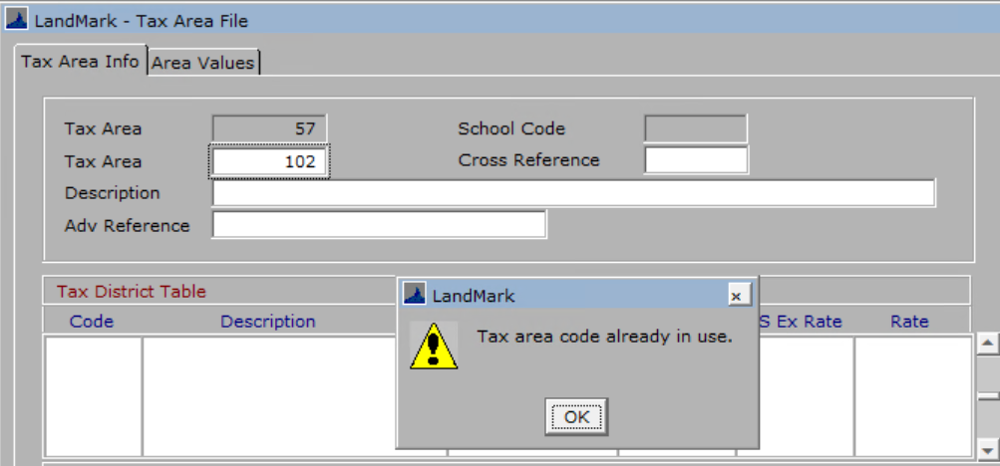 LandMark - Tax Area File
Tax Area Info Area Values
Tax Area 57 School Code
Tax Area 102 Cross Reference
Description
Adv Reference
Tax District Table
Code Description S Ex Rate Rate
LandMark
Tax area code already in use.
OK